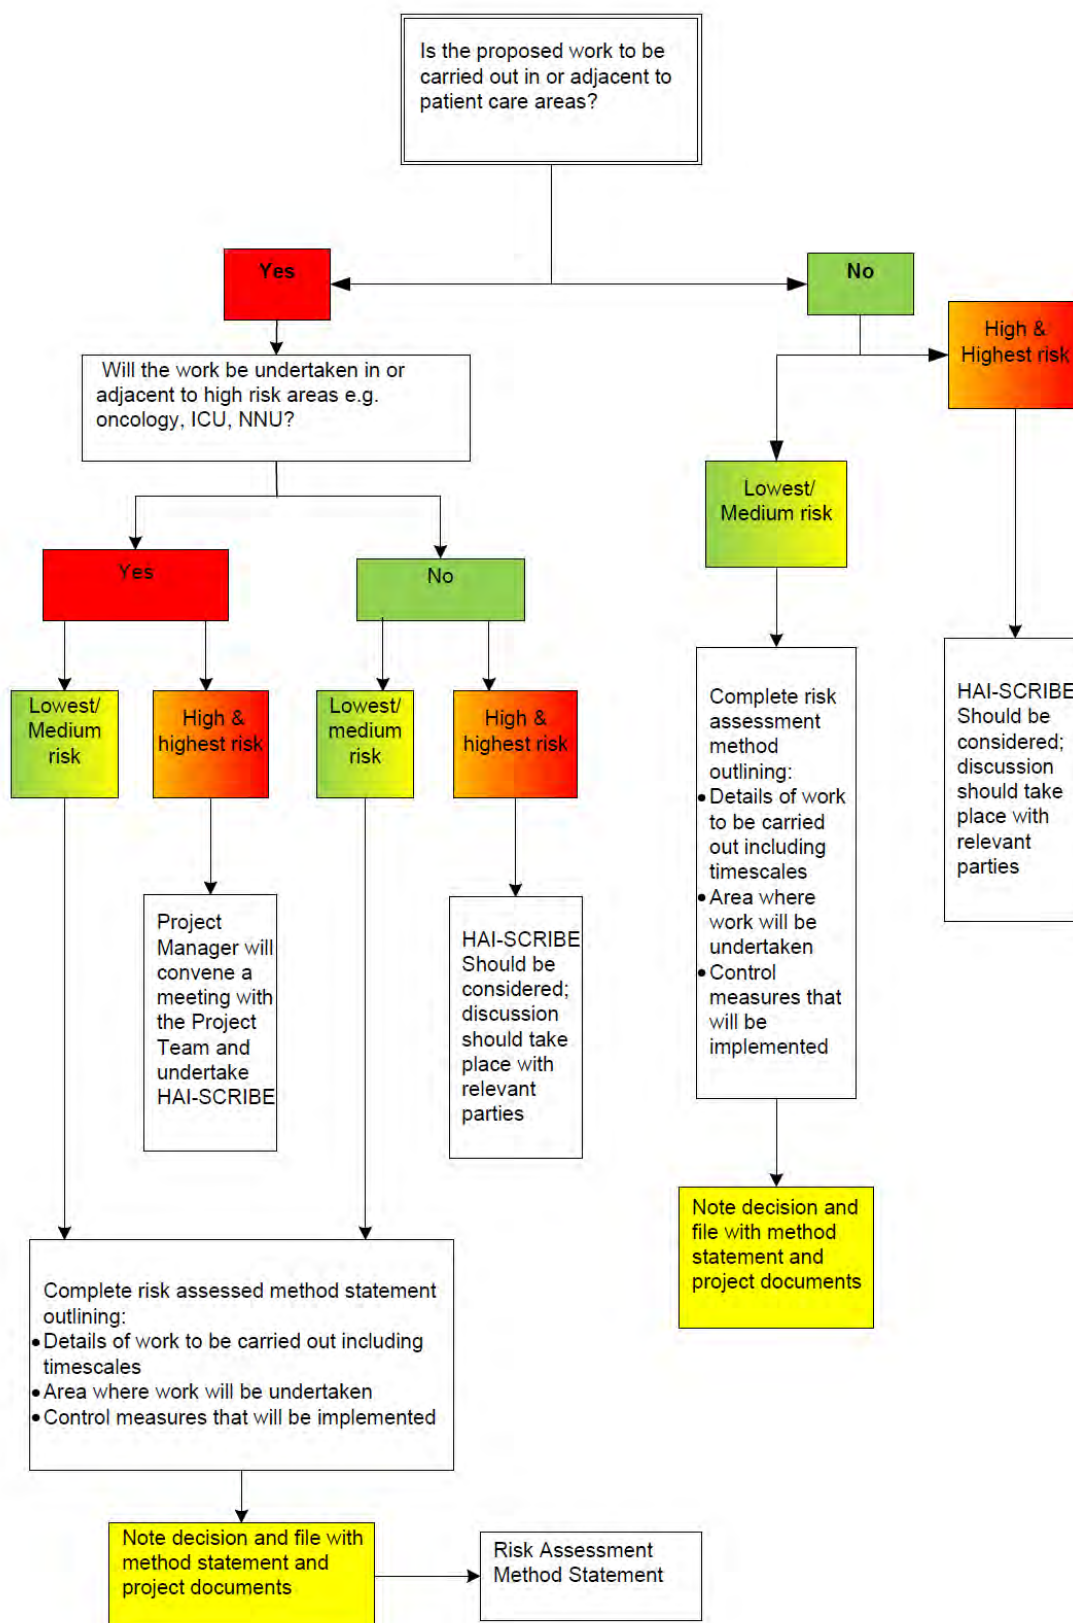 Is the proposed work to be
carried out in or adjacent to
patient care areas?
Yes
No
High &
Highest risk
Will the work be undertaken in or
adjacent to high risk areas e.g.
oncology, ICU, NNU?
Lowest/
Medium risk
Yes
No
Lowest/
Medium
risk
High &
highest risk
Lowest/
medium
risk
High &
highest risk
Complete risk
assessment
method
outlining:
•Details of work
to be carried
out including
timescales
•Area where
work will be
undertaken
•Control
measures that
will be
implemented
HAI-SCRIBE
Should be
considered;
discussion
should take
place with
relevant
parties
Project
Manager will
convene a
meeting with
the Project
Team and
undertake
HAI-SCRIBE
HAI-SCRIBE
Should be
considered;
discussion
should take
place with
relevant
parties
Note decision and
file with method
statement and
project documents
Complete risk assessed method statement
outlining:
•Details of work to be carried out including
timescales
•Area where work will be undertaken
•Control measures that will be implemented
Note decision and file with
method statement and
project documents
Risk Assessment
Method Statement